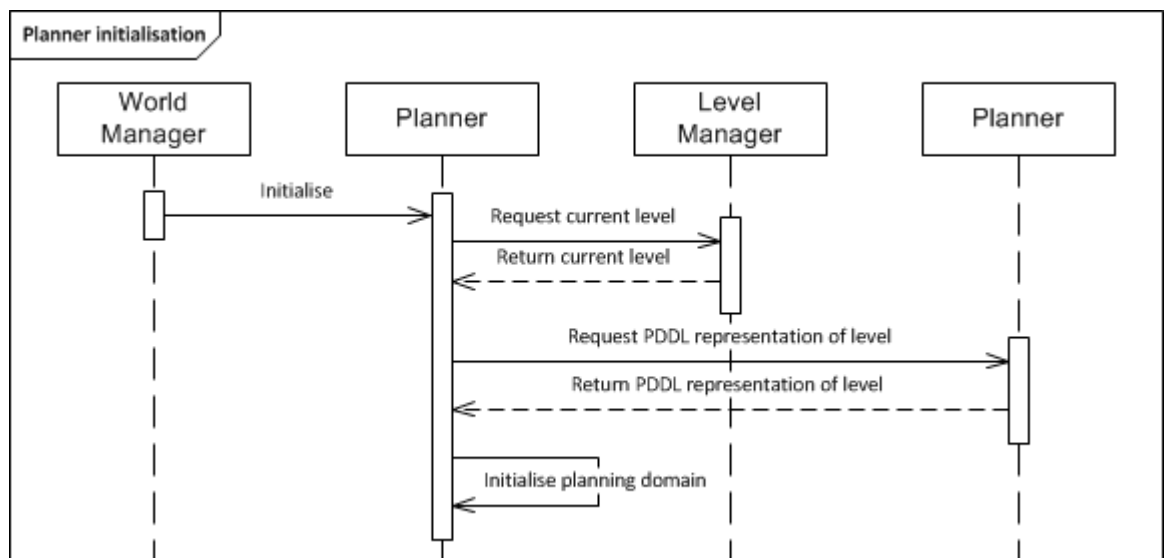 Planner initialisation
World
Manager
Planner
Level
Manager
Planner
Initialise
Request current level
Return current level
Request PDDL representation of level
Return PDDL representation of level
Initialise planning domain